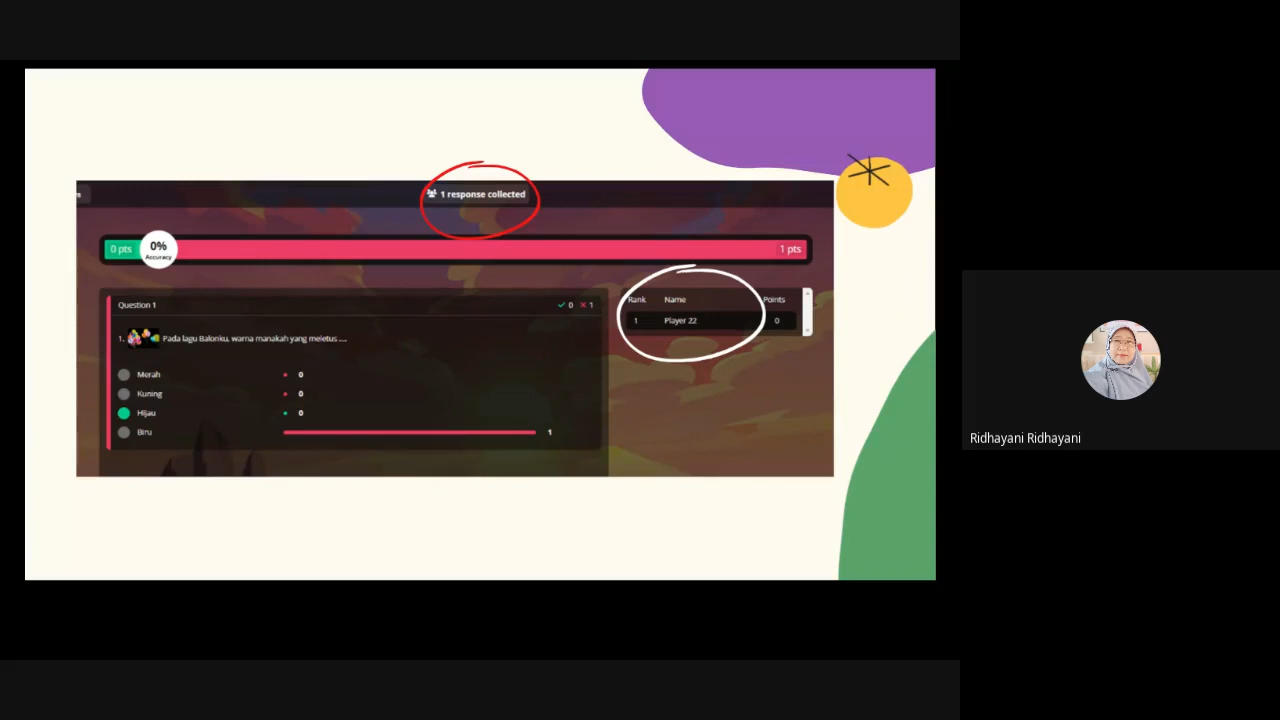 1 response collected
0 pts
0%
Accuracy
1 pts
Question 1
0
1
1. Pada lagu Balonku, warna manakah yang meletus ....
Merah 0
Kuning 0
Hijau 0
Biru 1
Rank Name Points
1 Player 22 0
Ridhayani Ridhayani